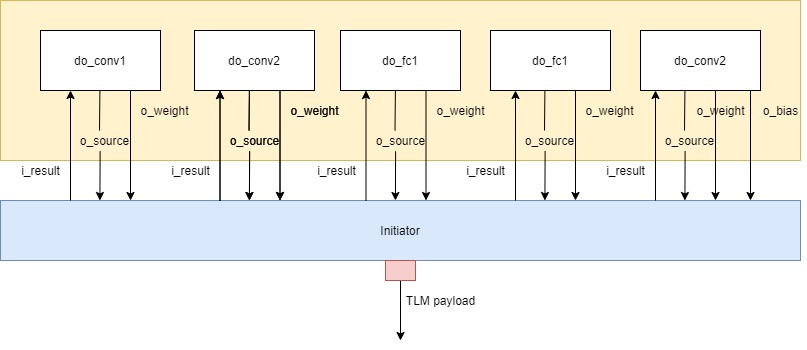 do_conv1
do_conv2
do_fc1
do_fc1
do_conv2
o_weight
o_weight
o_weight
o_weight
o_weight
o_bias
o_source
o_source
o_source
o_source
o_source
i_result
i_result
i_result
i_result
i_result
Initiator
TLM payload